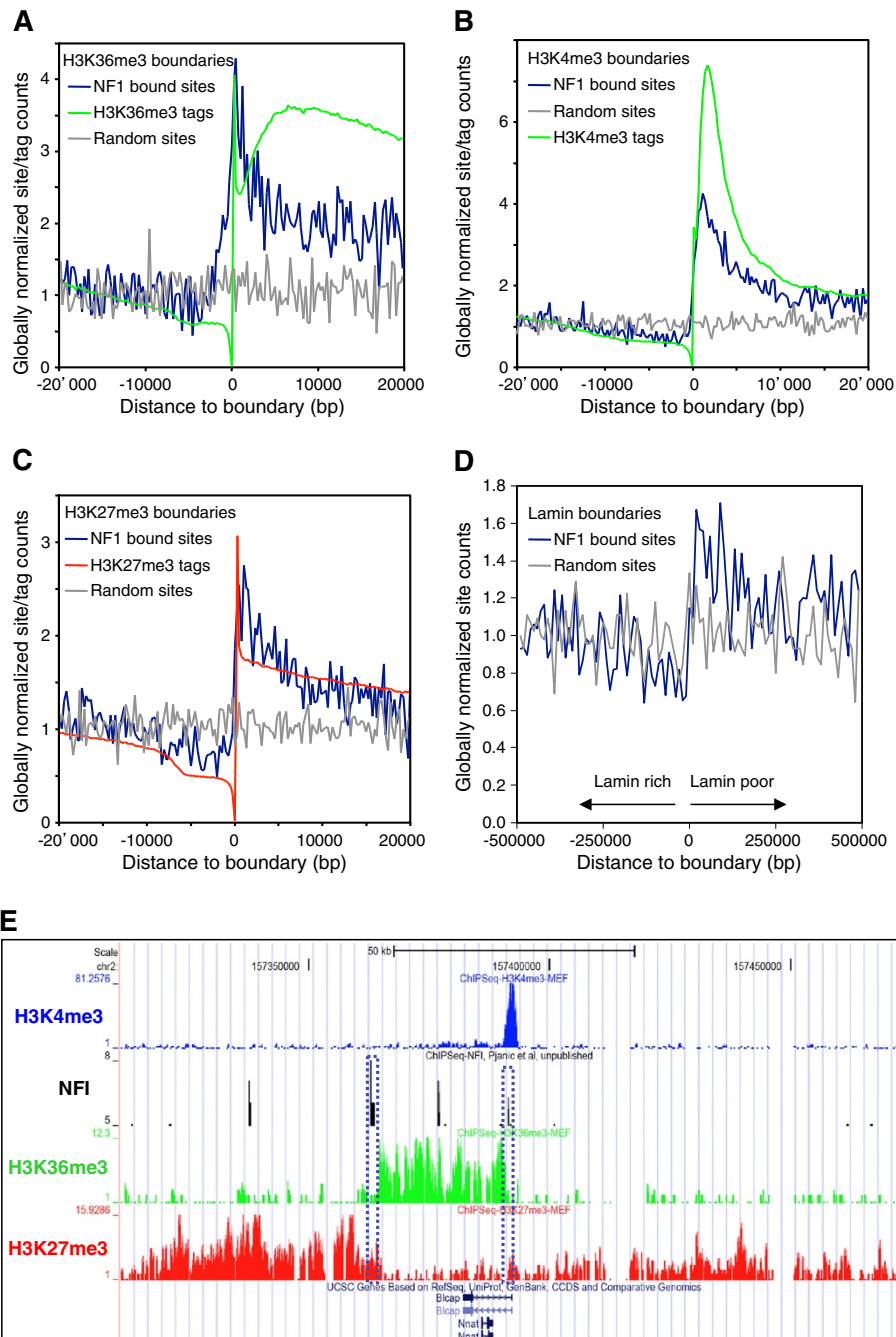 A
H3K36me3 boundaries
NF1 bound sites
H3K36me3 tags
Random sites
Globally normalized site/tag counts
4
3
2
1
0
-20' 000
-10000
0
10000
20000
Distance to boundary (bp)
B
H3K4me3 boundaries
NF1 bound sites
Random sites
H3K4me3 tags
Globally normalized site/tag counts
6
4
2
0
-20' 000
-10000
0
10' 000
20' 000
Distance to boundary (bp)
C
H3K27me3 boundaries
NF1 bound sites
H3K27me3 tags
Random sites
Globally normalized site/tag counts
3
2
1
0
-20' 000
-10000
0
10000
20000
Distance to boundary (bp)
D
Lamin boundaries
NF1 bound sites
Random sites
Globally normalized site counts
1.8
1.6
1.4
1.2
1.0
0.8
0.6
0.4
0.2
0.0
Lamin rich
Lamin poor
-500000
-250000
0
250000
500000
Distance to boundary (bp)
E
Scale
50 kb
chr2:
157350000
157400000
157450000
81.2576
ChIPSeq-H3K4me3-MEF
H3K4me3
1
ChIPSeq-NFI, Pjanic et al, unpublished
8
NFI
5
12.3
ChIPSeq-H3K36me3-MEF
H3K36me3
1
15.9286
ChIPSeq-H3K27me3-MEF
H3K27me3
1
UCSC Genes Based on RefSeq, UniProt, GenBank, CCDS and Comparative Genomics
Blcap
Blcap
Nnat
Nnat